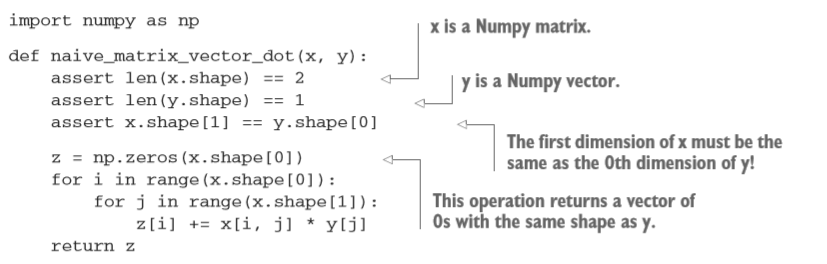 import numpy as np
def naive_matrix_vector_dot(x, y):
    assert len(x.shape) == 2
    assert len(y.shape) == 1
    assert x.shape[1] == y.shape[0]
    z = np.zeros(x.shape[0])
    for i in range(x.shape[0]):
        for j in range(x.shape[1]):
            z[i] += x[i, j] * y[j]
    return z
x is a Numpy matrix.
y is a Numpy vector.
The first dimension of x must be the
same as the 0th dimension of y!
This operation returns a vector of
0s with the same shape as y.